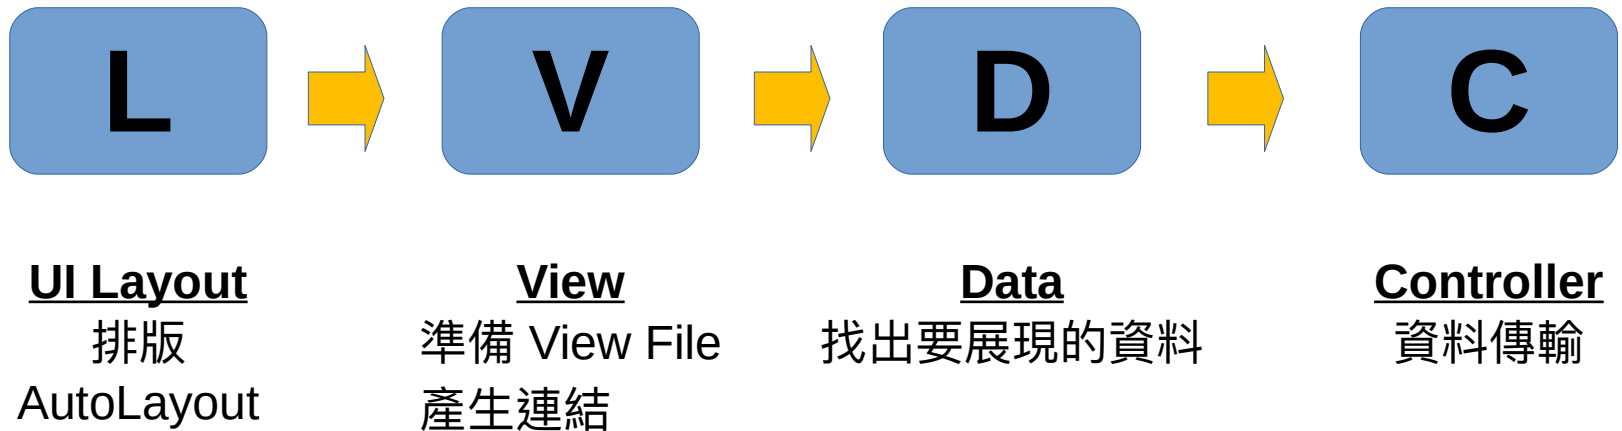 L
V
D
C
UI Layout
排版
AutoLayout
View
準備 View File
產生連結
Data
找出要展現的資料
Controller
資料傳輸